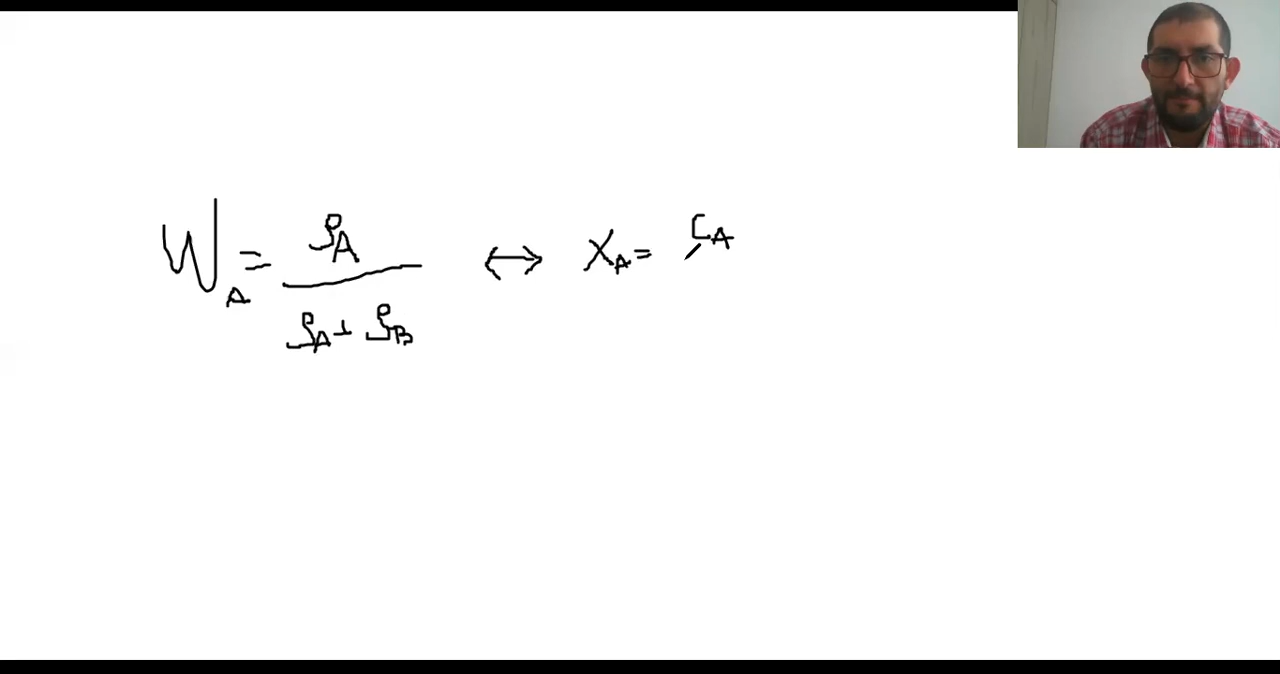 W_A = ρ_A / (ρ_A + ρ_B) ↔ X_A = C_A